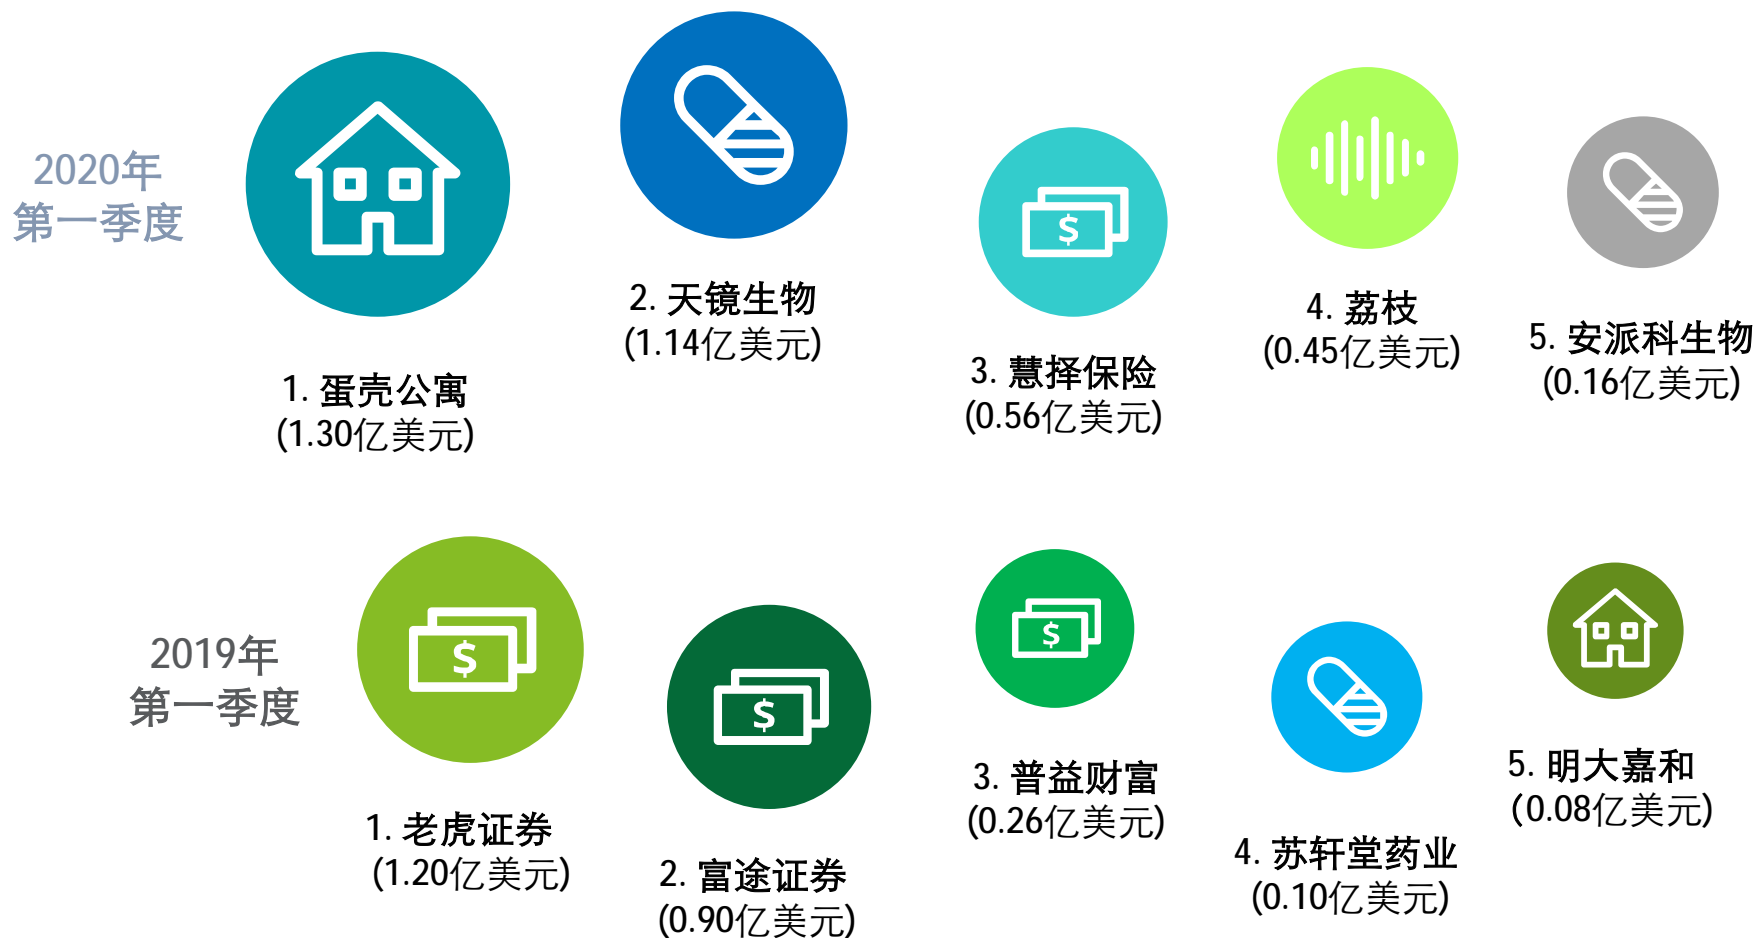 2020年
第一季度
1. 蛋壳公寓
(1.30亿美元)
2. 天镜生物
(1.14亿美元)
$
3. 慧择保险
(0.56亿美元)
4. 荔枝
(0.45亿美元)
5. 安派科生物
(0.16亿美元)
2019年
第一季度
$
1. 老虎证券
(1.20亿美元)
$
2. 富途证券
(0.90亿美元)
$
3. 普益财富
(0.26亿美元)
4. 苏轩堂药业
(0.10亿美元)
5. 明大嘉和
(0.08亿美元)